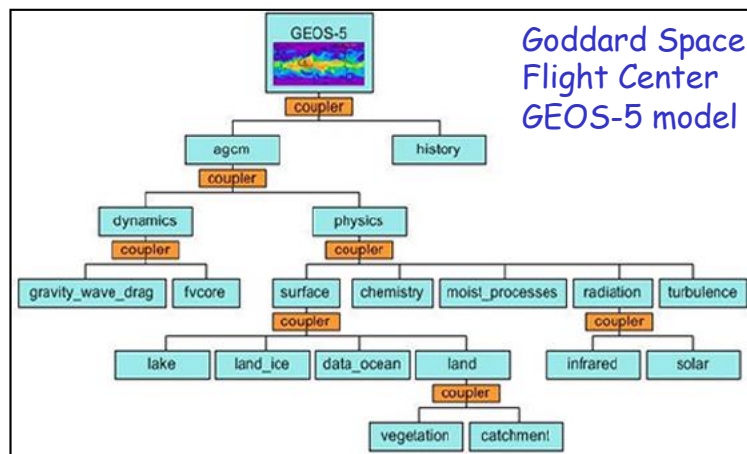 GEOS-5
Goddard Space
Flight Center
GEOS-5 model
coupler
agcm
history
coupler
dynamics
physics
coupler
coupler
gravity_wave_drag
fvcore
surface
chemistry
moist_processes
radiation
turbulence
coupler
coupler
lake
land_ice
data_ocean
land
infrared
solar
coupler
vegetation
catchment